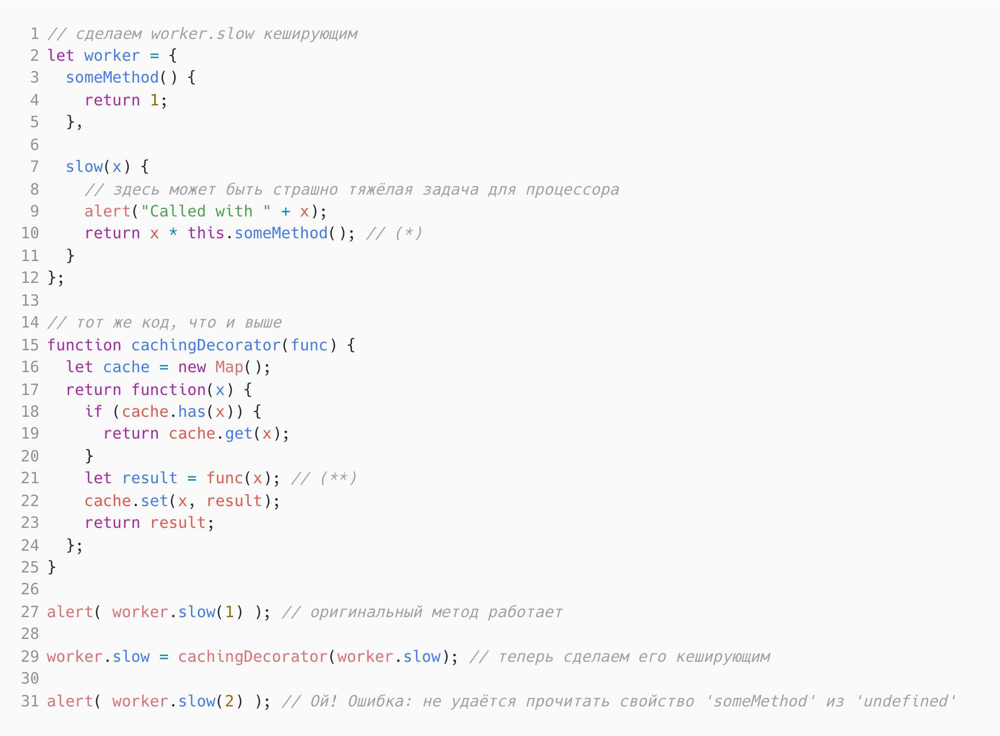 1 // сделаем worker.slow кеширующим
2 let worker = {
3   someMethod() {
4     return 1;
5   },
6
7   slow(x) {
8     // здесь может быть страшно тяжёлая задача для процессора
9     alert("Called with " + x);
10     return x * this.someMethod(); // (*)
11   }
12 };
13
14 // тот же код, что и выше
15 function cachingDecorator(func) {
16   let cache = new Map();
17   return function(x) {
18     if (cache.has(x)) {
19       return cache.get(x);
20     }
21     let result = func(x); // (**)
22     cache.set(x, result);
23     return result;
24   };
25 }
26
27 alert( worker.slow(1) ); // оригинальный метод работает
28
29 worker.slow = cachingDecorator(worker.slow); // теперь сделаем его кеширующим
30
31 alert( worker.slow(2) ); // Ой! Ошибка: не удаётся прочитать свойство 'someMethod' из 'undefined'